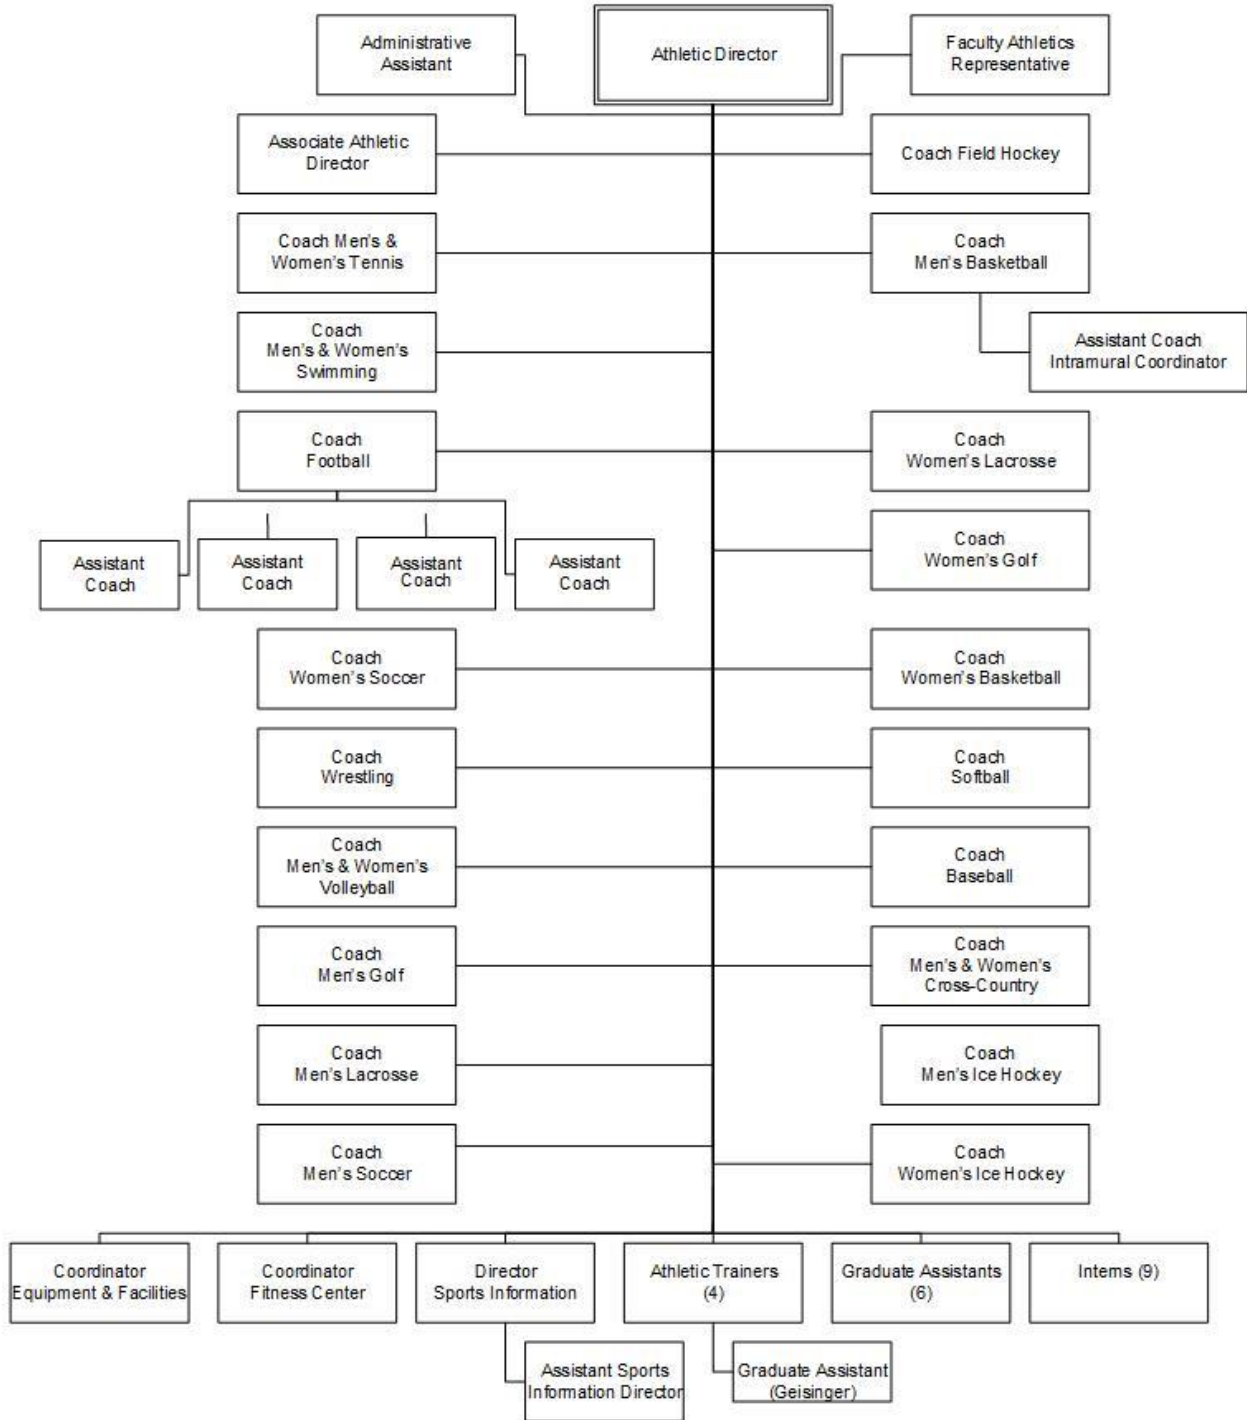 Administrative
Assistant
Athletic Director
Faculty Athletics
Representative
Associate Athletic
Director
Coach Field Hockey
Coach Men's &
Women's Tennis
Coach
Men's Basketball
Coach
Men's & Women's
Swimming
Assistant Coach
Intramural Coordinator
Coach
Football
Coach
Women's Lacrosse
Assistant
Coach
Assistant
Coach
Assistant
Coach
Assistant
Coach
Coach
Women's Golf
Coach
Women's Soccer
Coach
Women's Basketball
Coach
Wrestling
Coach
Softball
Coach
Men's & Women's
Volleyball
Coach
Baseball
Coach
Men's Golf
Coach
Men's & Women's
Cross-Country
Coach
Men's Lacrosse
Coach
Men's Ice Hockey
Coach
Men's Soccer
Coach
Women's Ice Hockey
Coordinator
Equipment & Facilities
Coordinator
Fitness Center
Director
Sports Information
Athletic Trainers
(4)
Graduate Assistants
(6)
Interns (9)
Assistant Sports
Information Director
Graduate Assistant
(Geisinger)